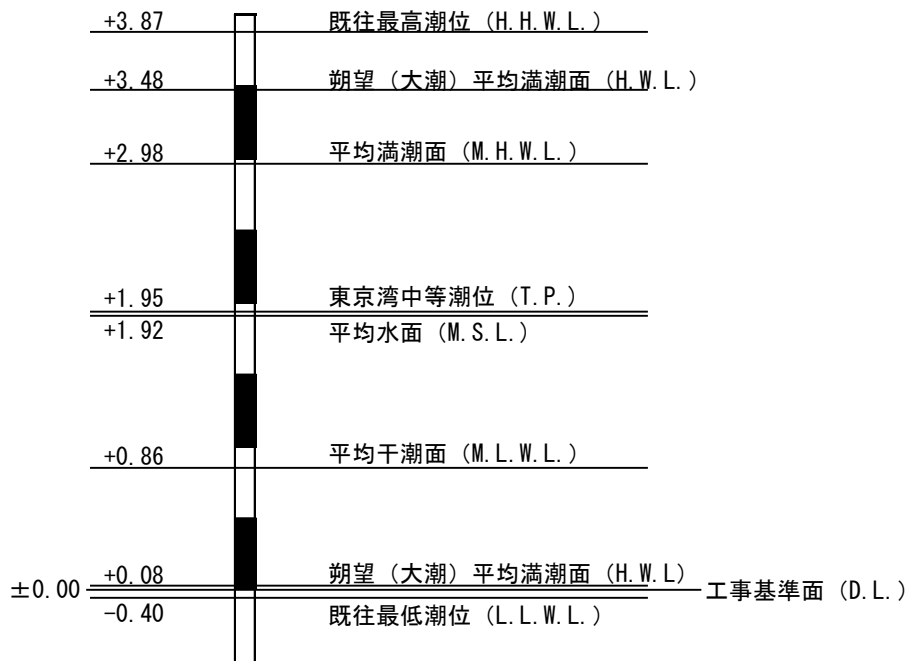 +3.87 既往最高潮位 (H.H.W.L.)
+3.48 朔望（大潮）平均満潮面 (H.W.L.)
+2.98 平均満潮面 (M.H.W.L.)
+1.95 東京湾中等潮位 (T.P.)
+1.92 平均水面 (M.S.L.)
+0.86 平均干潮面 (M.L.W.L.)
+0.08 朔望（大潮）平均満潮面 (H.W.L)
±0.00 工事基準面 (D.L.)
-0.40 既往最低潮位 (L.L.W.L.)